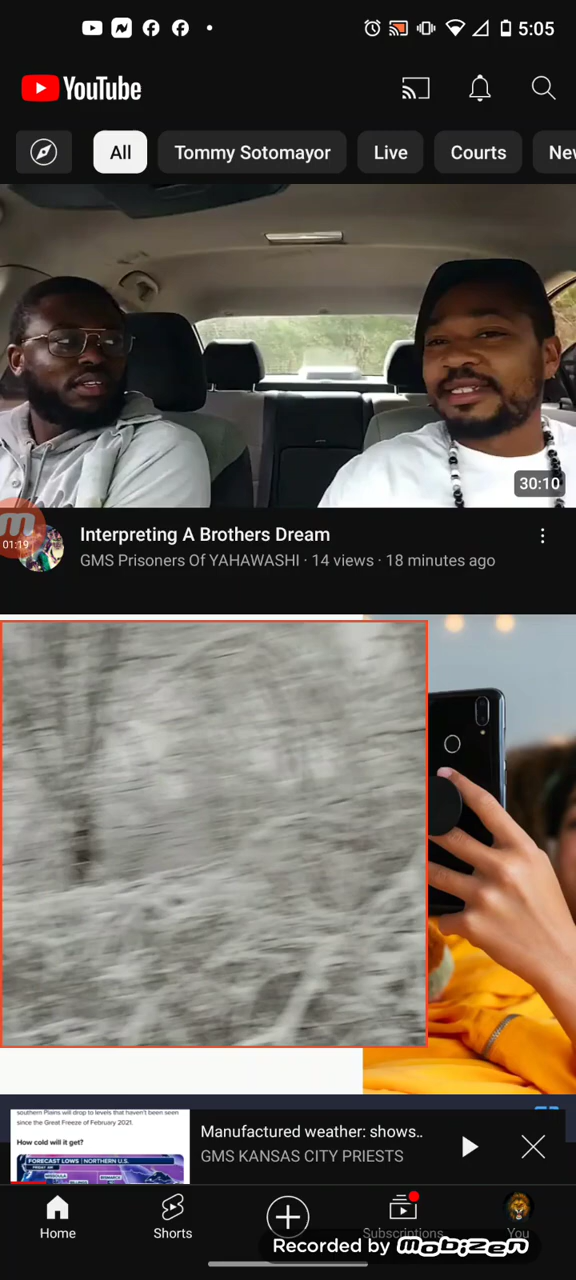 5:05
YouTube
All
Tommy Sotomayor
Live
Courts
New
30:10
01:19
Interpreting A Brothers Dream
GMS Prisoners Of YAHAWASHI · 14 views · 18 minutes ago
southern Plains will drop to levels that haven't been seen
since the Great Freeze of February 2021.
How cold will it get?
FORECAST LOWS | NORTHERN U.S.
FRIDAY AM
Manufactured weather: shows..
GMS KANSAS CITY PRIESTS
Home
Shorts
Subscriptions
You
Recorded by mobizen